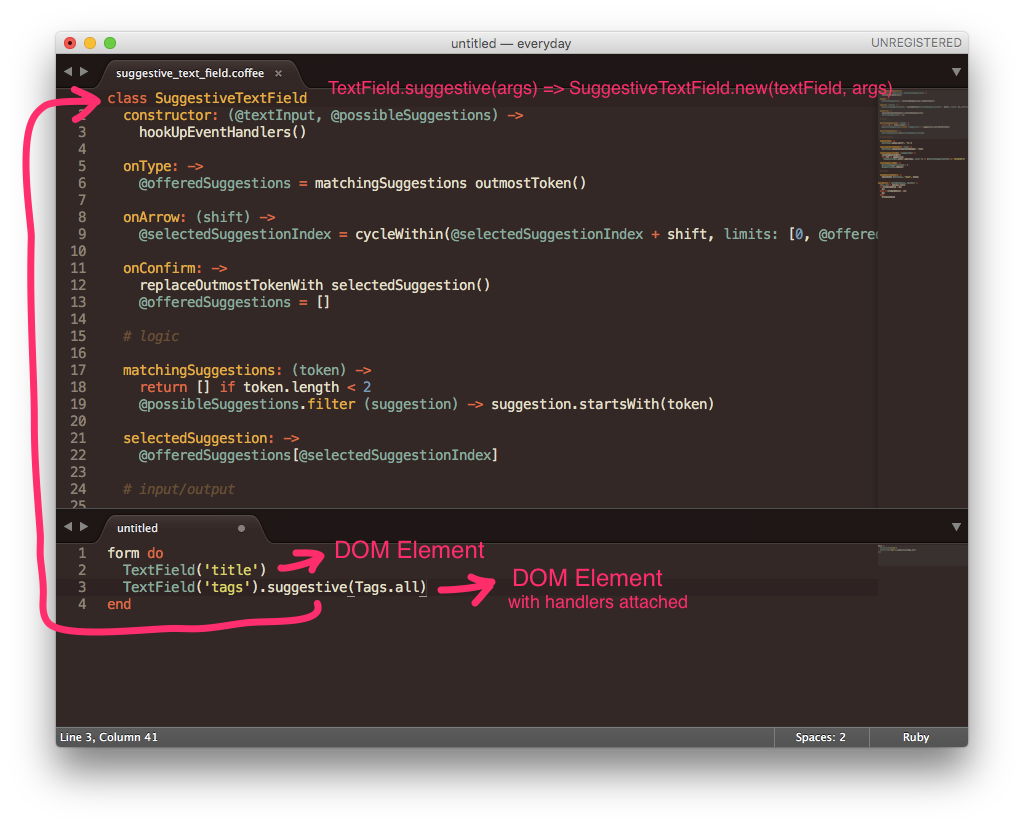 untitled — everyday
UNREGISTERED
suggestive_text_field.coffee ×
TextField.suggestive(args) => SuggestiveTextField.new(textField, args)
class SuggestiveTextField
2 constructor: (@textInput, @possibleSuggestions) ->
3 hookUpEventHandlers()
4
5 onType: ->
6 @offeredSuggestions = matchingSuggestions outmostToken()
7
8 onArrow: (shift) ->
9 @selectedSuggestionIndex = cycleWithin(@selectedSuggestionIndex + shift, limits: [0, @offere
10
11 onConfirm: ->
12 replaceOutmostTokenWith selectedSuggestion()
13 @offeredSuggestions = []
14
15 # logic
16
17 matchingSuggestions: (token) ->
18 return [] if token.length < 2
19 @possibleSuggestions.filter (suggestion) -> suggestion.startsWith(token)
20
21 selectedSuggestion: ->
22 @offeredSuggestions[@selectedSuggestionIndex]
23
24 # input/output
25
untitled
1 form do
2 TextField('title')
DOM Element
3 TextField('tags').suggestive(Tags.all)
DOM Element
with handlers attached
4 end
Line 3, Column 41
Spaces: 2
Ruby